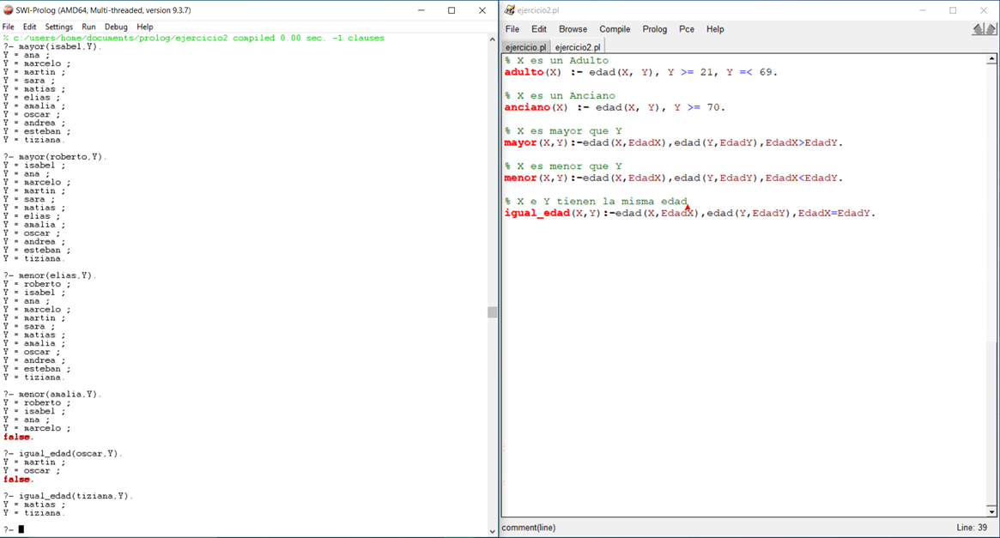 SWI-Prolog (AMD64, Multi-threaded, version 9.3.7)
File Edit Settings Run Debug Help
% c:/users/home/documents/prolog/ejercicio2 compiled 0.00 sec, -1 clauses
?- mayor(isabel,Y).
Y = ana ;
Y = marcelo ;
Y = martin ;
Y = sara ;
Y = matias ;
Y = elias ;
Y = amalia ;
Y = oscar ;
Y = andrea ;
Y = esteban ;
Y = tiziana.
?- mayor(roberto,Y).
Y = isabel ;
Y = ana ;
Y = marcelo ;
Y = martin ;
Y = sara ;
Y = matias ;
Y = elias ;
Y = amalia ;
Y = oscar ;
Y = andrea ;
Y = esteban ;
Y = tiziana.
?- menor(elias,Y).
Y = roberto ;
Y = isabel ;
Y = ana ;
Y = marcelo ;
Y = martin ;
Y = sara ;
Y = matias ;
Y = amalia ;
Y = oscar ;
Y = andrea ;
Y = esteban ;
Y = tiziana.
?- menor(amalia,Y).
Y = roberto ;
Y = isabel ;
Y = ana ;
Y = marcelo ;
false.
?- igual_edad(oscar,Y).
Y = martin ;
Y = oscar ;
false.
?- igual_edad(tiziana,Y).
Y = matias ;
Y = tiziana.
?-
ejercicio2.pl
File Edit Browse Compile Prolog Pce Help
ejercicio.pl ejercicio2.pl
% X es un Adulto
adulto(X) :- edad(X, Y), Y >= 21, Y =< 69.
% X es un Anciano
anciano(X) :- edad(X, Y), Y >= 70.
% X es mayor que Y
mayor(X,Y):-edad(X,EdadX),edad(Y,EdadY),EdadX>EdadY.
% X es menor que Y
menor(X,Y):-edad(X,EdadX),edad(Y,EdadY),EdadX<EdadY.
% X e Y tienen la misma edad
igual_edad(X,Y):-edad(X,EdadX),edad(Y,EdadY),EdadX=EdadY.
comment(line) Line: 39